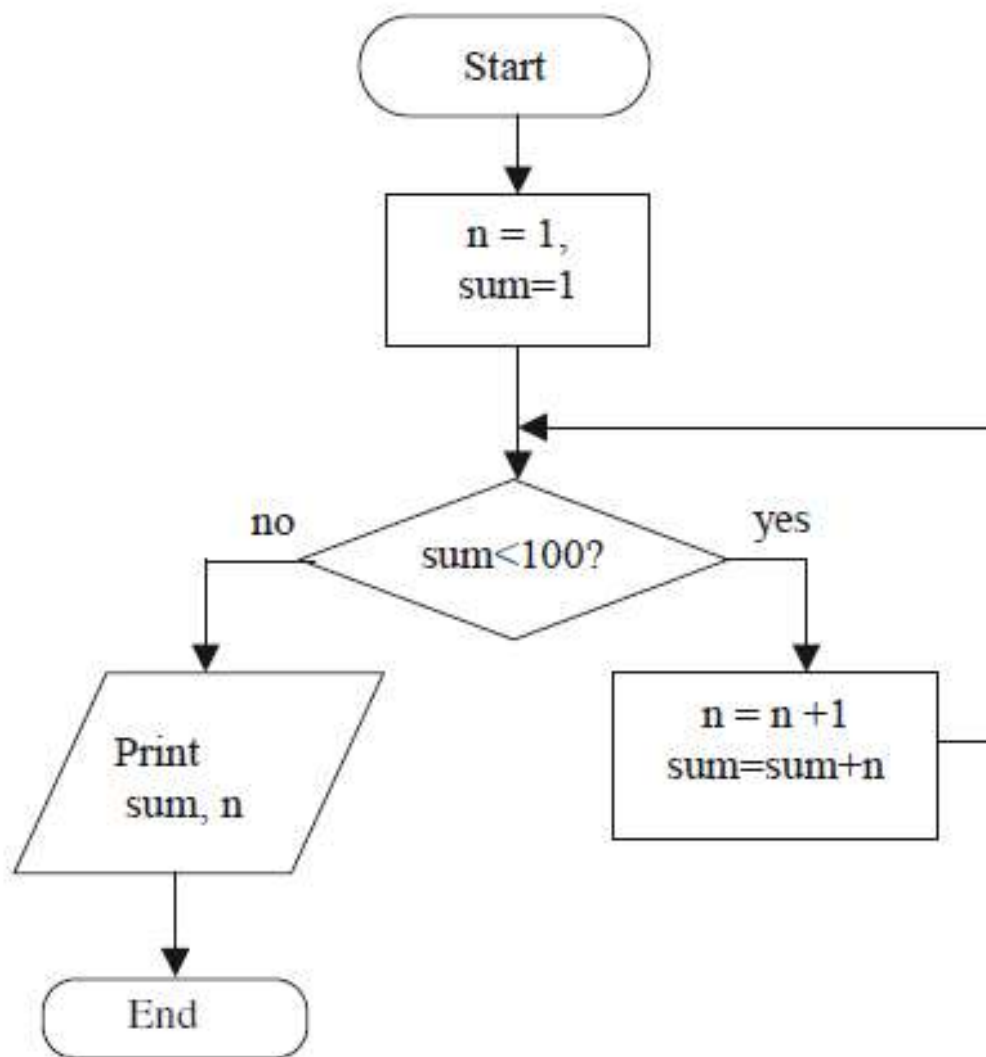 Start
n = 1,
sum=1
no
sum<100?
yes
Print
sum, n
n = n +1
sum=sum+n
End